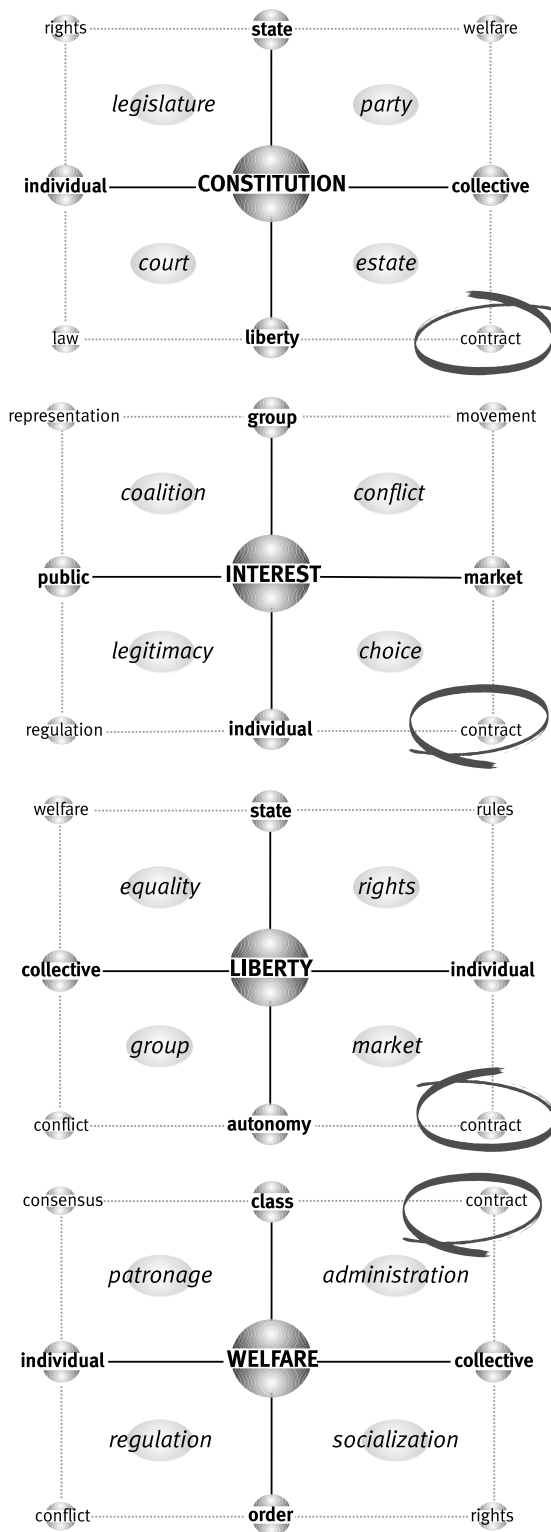 rights state welfare
legislature party
individual CONSTITUTION collective
court estate
law liberty contract
representation group movement
coalition conflict
public INTEREST market
legitimacy choice
regulation individual contract
welfare state rules
equality rights
collective LIBERTY individual
group market
conflict autonomy contract
consensus class contract
patronage administration
individual WELFARE collective
regulation socialization
conflict order rights